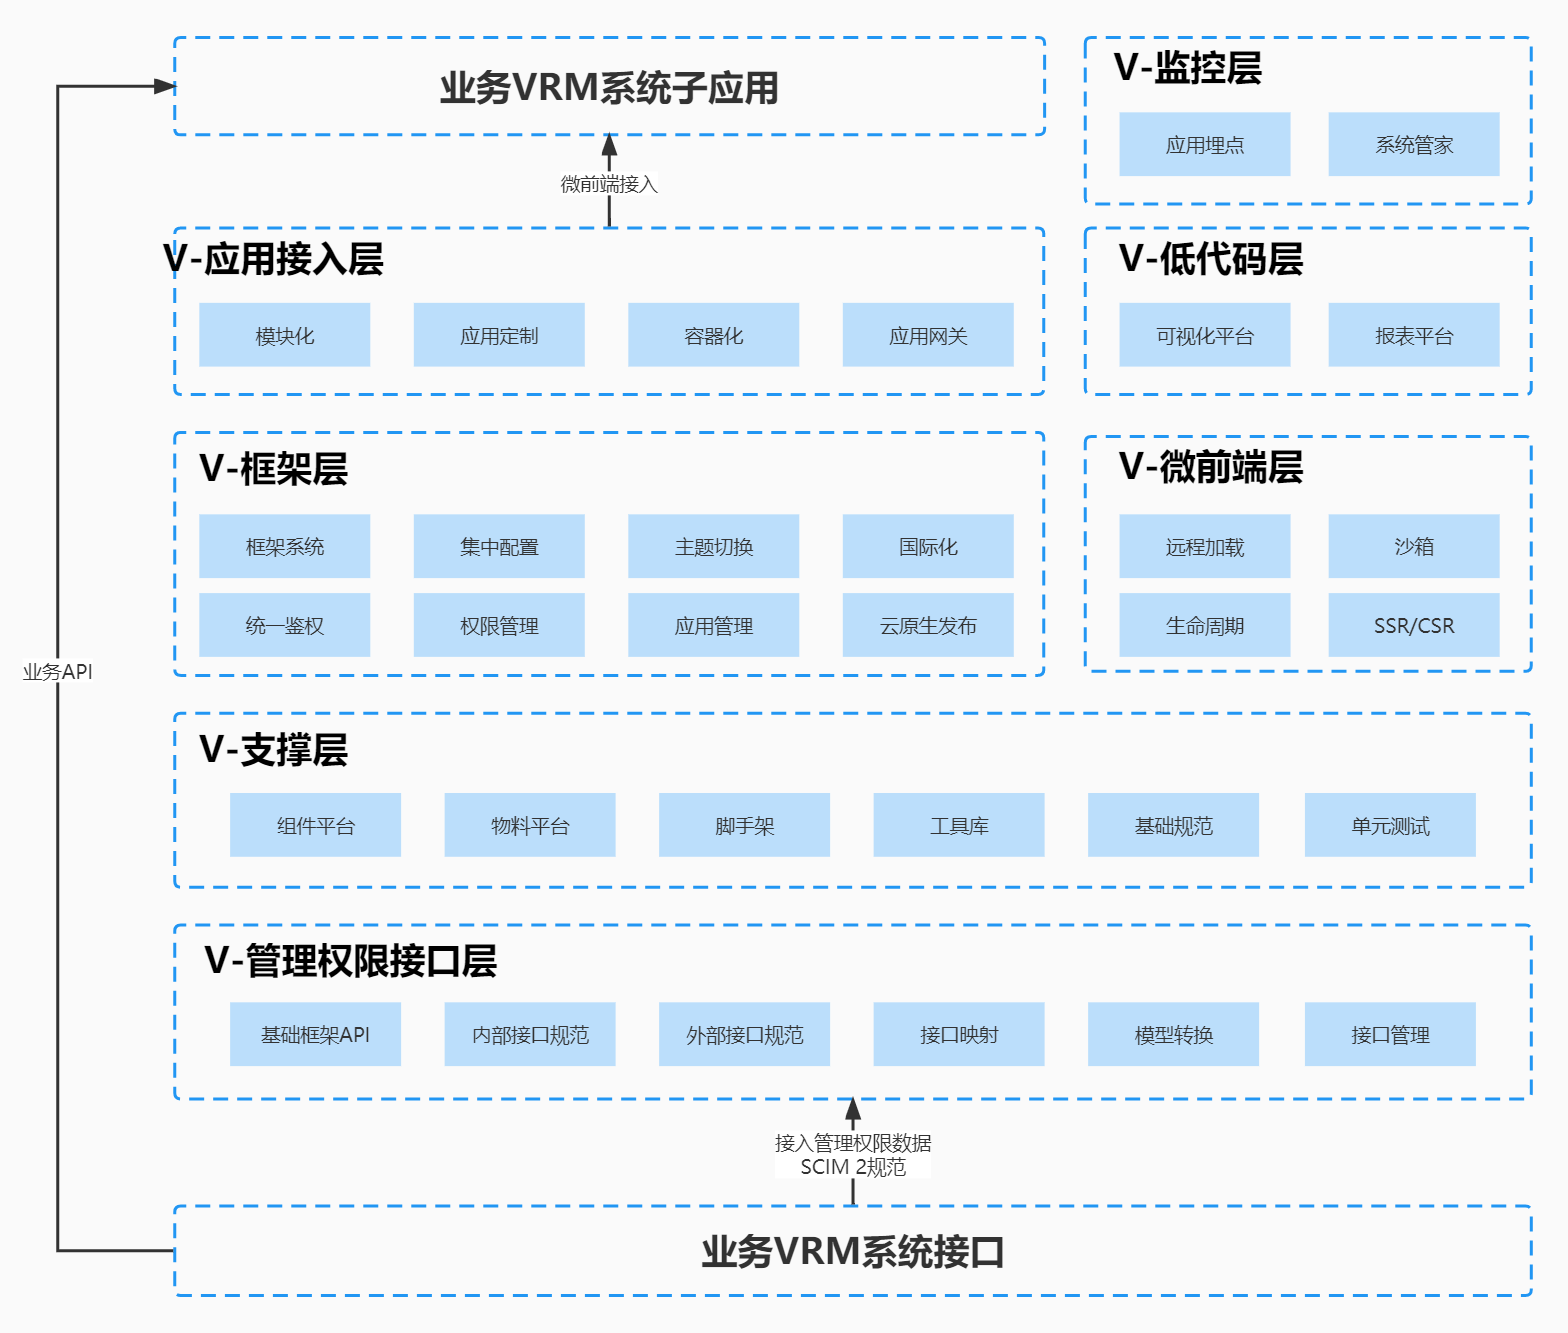 业务VRM系统子应用
V-监控层
应用埋点
系统管家
微前端接入
V-应用接入层
模块化
应用定制
容器化
应用网关
V-低代码层
可视化平台
报表平台
V-框架层
框架系统
集中配置
主题切换
国际化
统一鉴权
权限管理
应用管理
云原生发布
V-微前端层
远程加载
沙箱
生命周期
SSR/CSR
业务API
V-支撑层
组件平台
物料平台
脚手架
工具库
基础规范
单元测试
V-管理权限接口层
基础框架API
内部接口规范
外部接口规范
接口映射
模型转换
接口管理
接入管理权限数据
SCIM 2规范
业务VRM系统接口